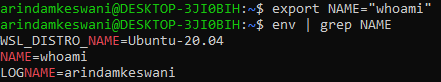 arindamkeswani@DESKTOP-3JI0BIH:~$ export NAME="whoami"
arindamkeswani@DESKTOP-3JI0BIH:~$ env | grep NAME
WSL_DISTRO_NAME=Ubuntu-20.04
NAME=whoami
LOGNAME=arindamkeswani